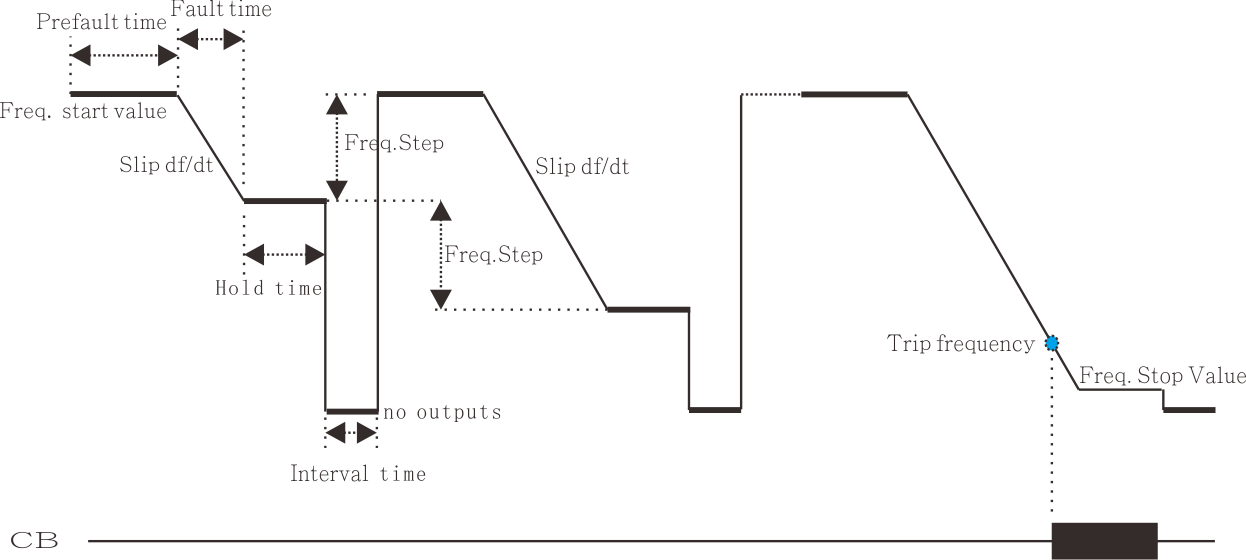 Fault time
Prefault time
Freq. start value
Freq.Step
Slip df/dt
Slip df/dt
Freq.Step
Hold time
Trip frequency
Freq. Stop Value
no outputs
Interval time
CB